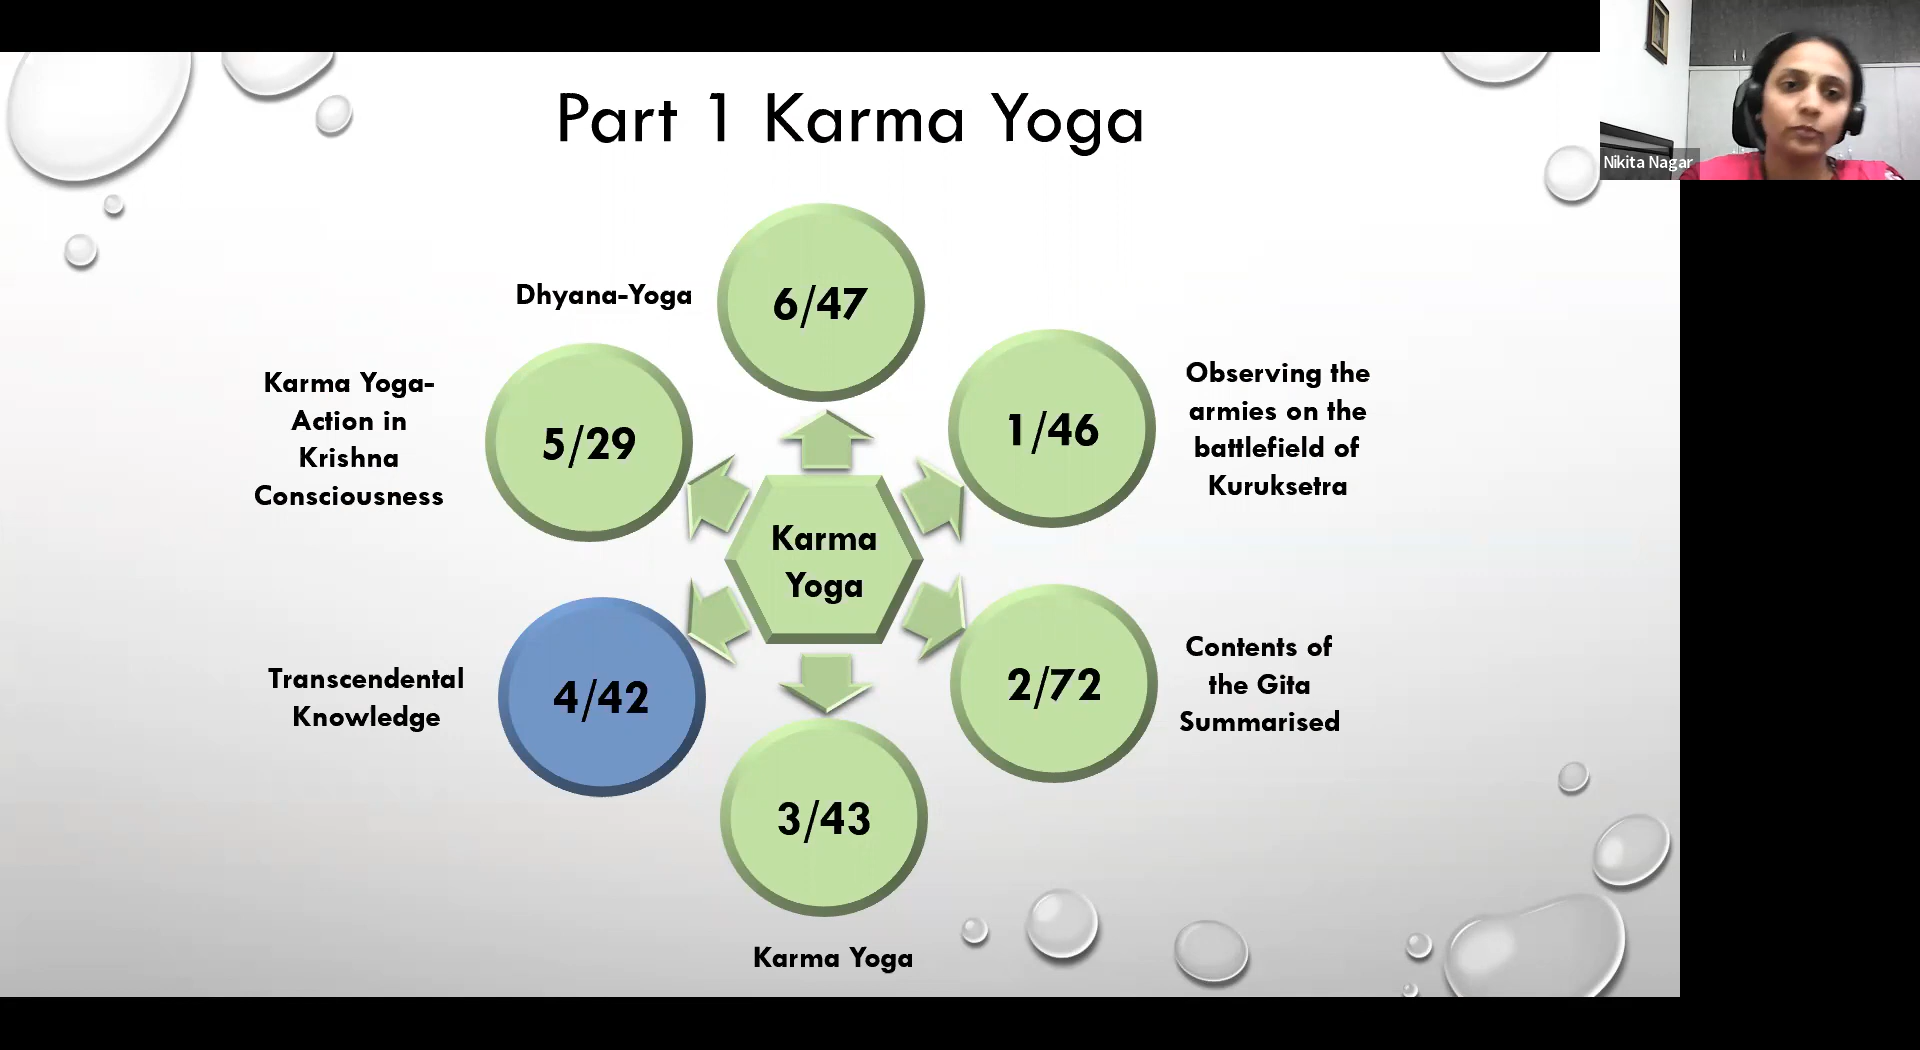 Part 1 Karma Yoga
Nikita Nagar
Dhyana-Yoga
6/47
Karma Yoga-
Action in
Krishna
Consciousness
5/29
1/46
Observing the
armies on the
battlefield of
Kuruksetra
Karma
Yoga
Transcendental
Knowledge
4/42
2/72
Contents of
the Gita
Summarised
3/43
Karma Yoga